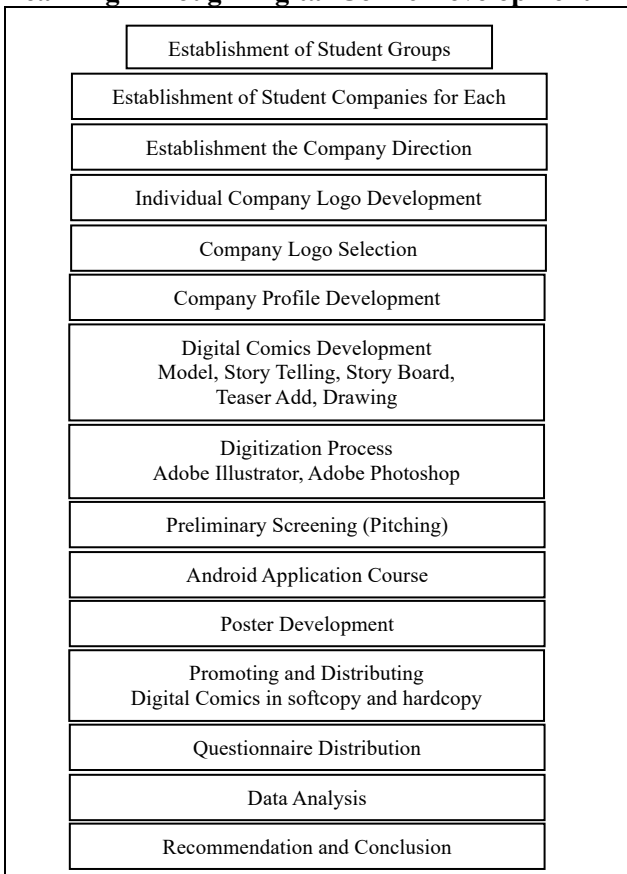 Establishment of Student Groups
Establishment of Student Companies for Each
Establishment the Company Direction
Individual Company Logo Development
Company Logo Selection
Company Profile Development
Digital Comics Development
Model, Story Telling, Story Board,
Teaser Add, Drawing
Digitization Process
Adobe Illustrator, Adobe Photoshop
Preliminary Screening (Pitching)
Android Application Course
Poster Development
Promoting and Distributing
Digital Comics in softcopy and hardcopy
Questionnaire Distribution
Data Analysis
Recommendation and Conclusion